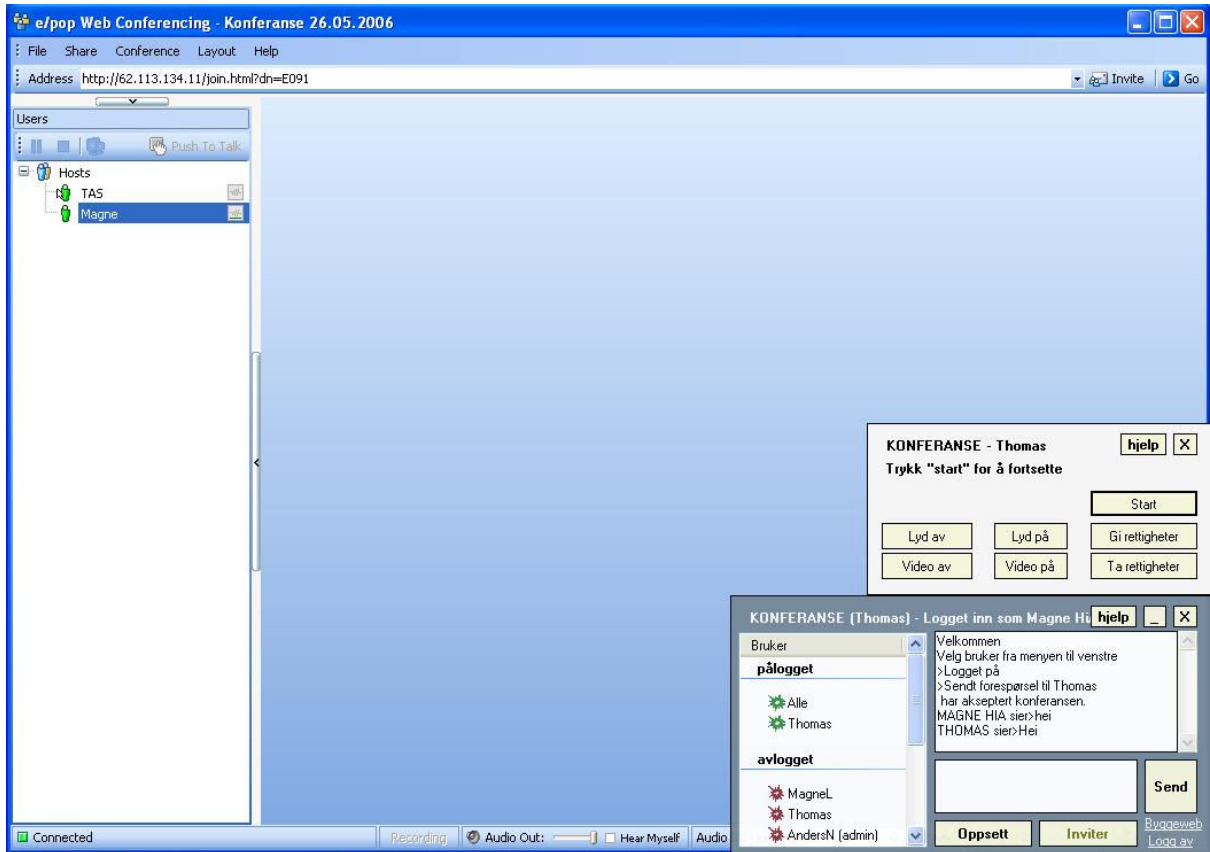 e/pop Web Conferencing - Konferanse 26.05.2006
File Share Conference Layout Help
Address http://62.113.134.11/join.html?dn=E091 Invite Go
Users
Push To Talk
Hosts
TAS
Magne
KONFERANSE - Thomas hjelp X
Trykk "start" for å fortsette
Start
Lyd av Lyd på Gi rettigheter
Video av Video på Ta rettigheter
KONFERANSE (Thomas) - Logget inn som Magne Hi hjelp _ X
Bruker
pålogget
Alle
Thomas
avlogget
MagneL
Thomas
AndersN (admin)
Velkommen
Velg bruker fra menyen til venstre
>Logget på
>Sendt forespørsel til Thomas
har akseptert konferansen.
MAGNE HIA sier>hei
THOMAS sier>Hei
Send
Oppsett Inviter
Byggeweb
Logg av
Connected Recording Audio Out: Hear Myself Audio